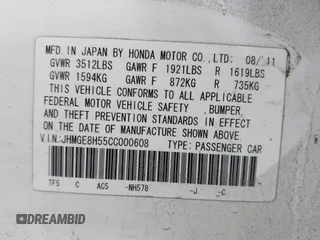 MFD. IN JAPAN BY HONDA MOTOR CO., LTD: 08/ 11
GVWR 3512LBS GAWR F 1921LBS R 1619LBS
GVWR 1594KG GAWR F 872KG R 735KG
THIS VEHICLE CONFORMS TO ALL APPLICABLE
FEDERAL MOTOR VEHICLE SAFETY , BUMPER,
AND THEFT PREVENTION STANDARDS IN EFFECT
ON THE DATE OF MANUFACTURE SHOWN ABOVE.
V.I.N: JHMGE8H55CC000608 TYPE: PASSENGER CAR
TF5 C AC5 -NH578 -J -C
DREAMBID
DREAMBID.COM